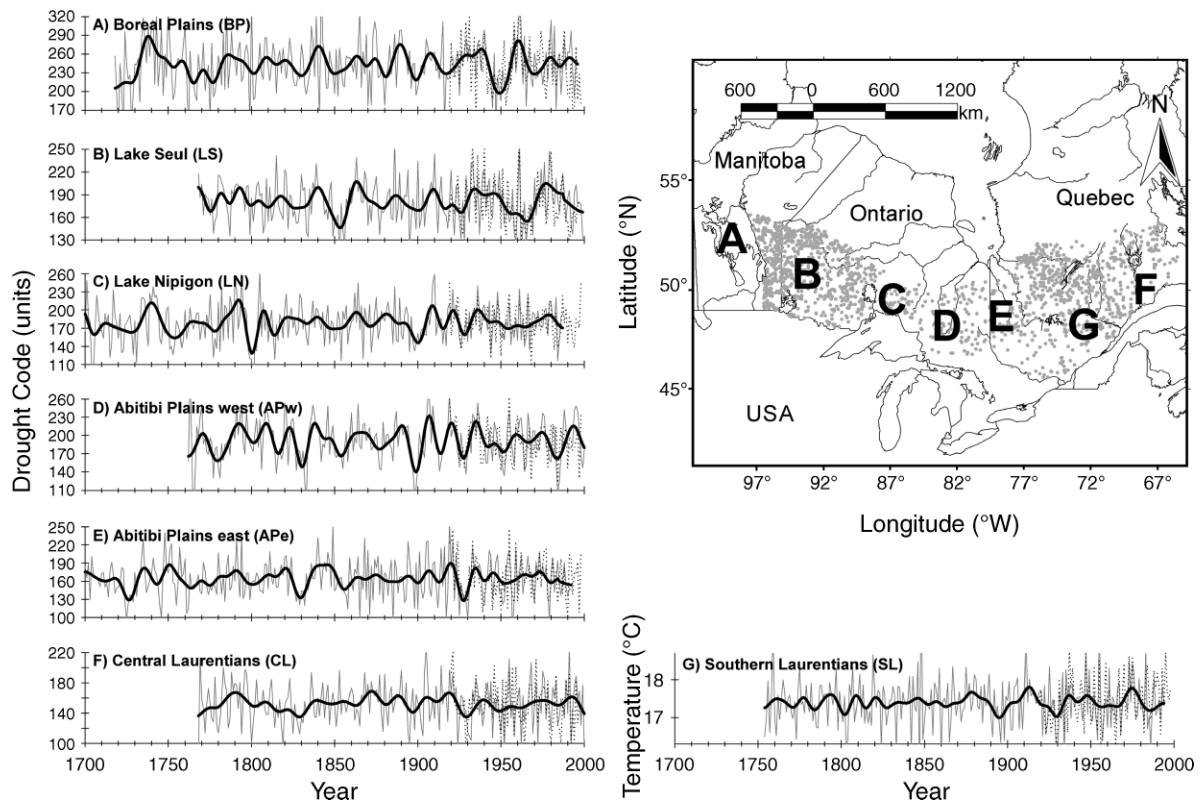 Drought Code (units)
A) Boreal Plains (BP)
320
290
260
230
200
170
B) Lake Seul (LS)
250
220
190
160
130
C) Lake Nipigon (LN)
260
230
200
170
140
110
D) Abitibi Plains west (APw)
260
230
200
170
140
110
E) Abitibi Plains east (APe)
250
220
190
160
130
100
F) Central Laurentians (CL)
220
180
140
100
1700 1750 1800 1850 1900 1950 2000
Year
600 0 600 1200
km
N
Manitoba
Ontario
Quebec
USA
A
B
C
D
E
F
G
Latitude (°N)
55°
50°
45°
97° 92° 87° 82° 77° 72° 67°
Longitude (°W)
Temperature (°C)
G) Southern Laurentians (SL)
18
17
1700 1750 1800 1850 1900 1950 2000
Year